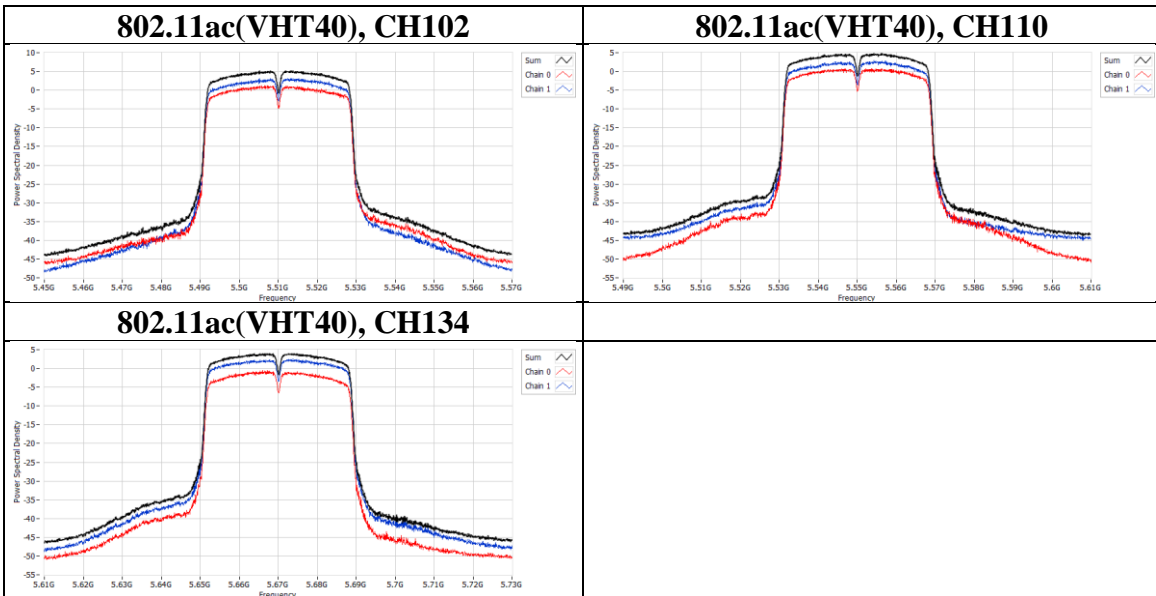 802.11ac(VHT40), CH102
802.11ac(VHT40), CH110
10-
5-
0-
-5-
-10-
-15-
-20-
-25-
-30-
-35-
-40-
-45-
-50-
Power Spectral Density
5.45G 5.46G 5.47G 5.48G 5.49G 5.5G 5.51G 5.52G 5.53G 5.54G 5.55G 5.56G 5.57G
Frequency
Sum
Chain 0
Chain 1
5-
0-
-5-
-10-
-15-
-20-
-25-
-30-
-35-
-40-
-45-
-50-
-55-
Power Spectral Density
5.49G 5.5G 5.51G 5.52G 5.53G 5.54G 5.55G 5.56G 5.57G 5.58G 5.59G 5.6G 5.61G
Frequency
Sum
Chain 0
Chain 1
802.11ac(VHT40), CH134
5-
0-
-5-
-10-
-15-
-20-
-25-
-30-
-35-
-40-
-45-
-50-
-55-
Power Spectral Density
5.61G 5.62G 5.63G 5.64G 5.65G 5.66G 5.67G 5.68G 5.69G 5.7G 5.71G 5.72G 5.73G
Frequency
Sum
Chain 0
Chain 1